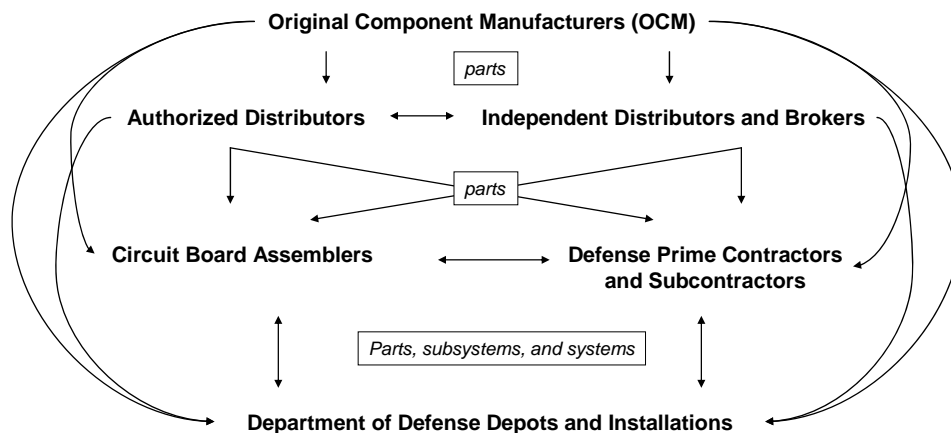 Original Component Manufacturers (OCM)
parts
Authorized Distributors
Independent Distributors and Brokers
parts
Circuit Board Assemblers
Defense Prime Contractors
and Subcontractors
Parts, subsystems, and systems
Department of Defense Depots and Installations